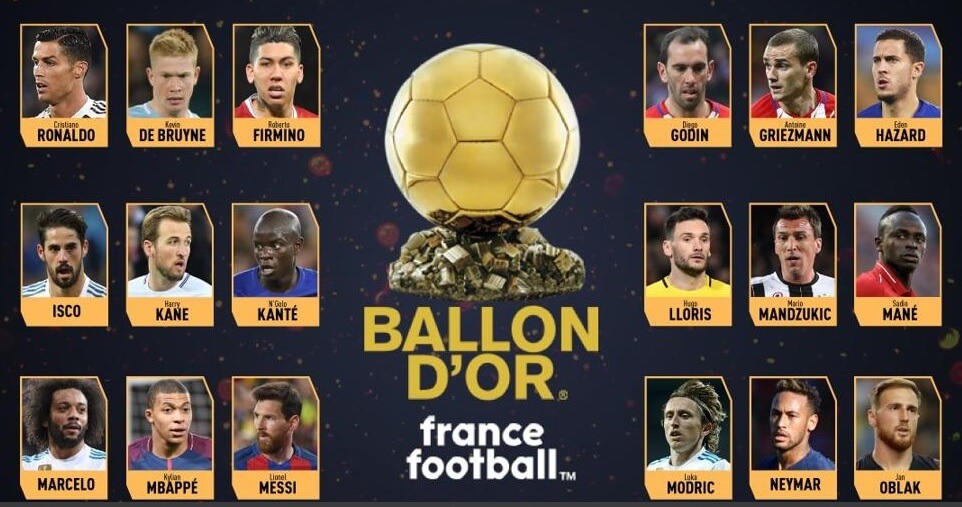 Cristiano
RONALDO
Kevin
DE BRUYNE
Roberto
FIRMINO
Diego
GODIN
Antoine
GRIEZMANN
Eden
HAZARD
ISCO
Harry
KANE
N'Golo
KANTÉ
Hugo
LLORIS
Mario
MANDZUKIC
Sadio
MANÉ
BALLON
D'OR®
france
football™
MARCELO
Kylian
MBAPPÉ
Lionel
MESSI
Luka
MODRIC
NEYMAR
Jan
OBLAK